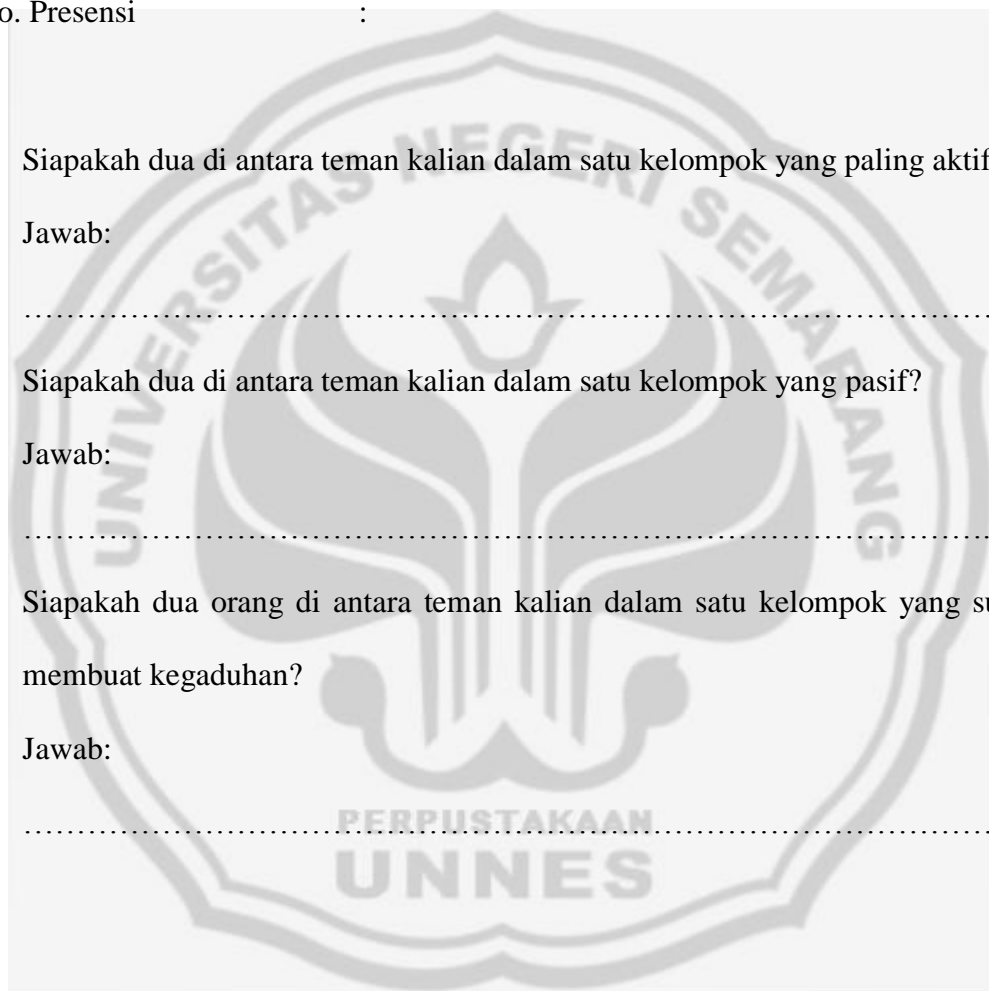 o. Presensi :
Siapakah dua di antara teman kalian dalam satu kelompok yang paling aktif
Jawab:
………………………………………………………………………………
Siapakah dua di antara teman kalian dalam satu kelompok yang pasif?
Jawab:
………………………………………………………………………………
Siapakah dua orang di antara teman kalian dalam satu kelompok yang su
membuat kegaduhan?
Jawab:
………………………………………………………………………………
UNIVERSITAS NEGERI SEMARANG
PERPUSTAKAAN
UNNES